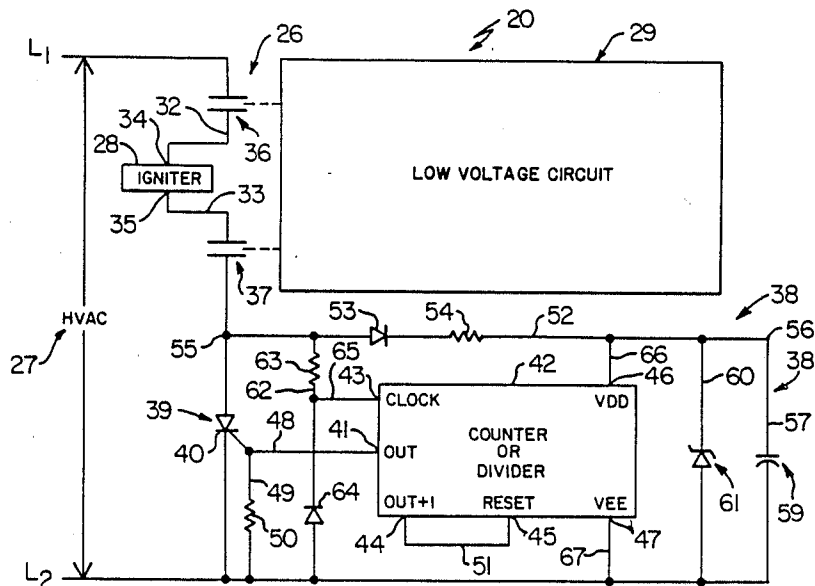 20
26
29
L1
32
34
36
28
IGNITER
33
35
LOW VOLTAGE CIRCUIT
37
HVAC
27
53
54
52
38
55
56
63
65
43
42
66
46
60
38
62
CLOCK
VDD
57
39
48
41
40
OUT
COUNTER
OR
DIVIDER
49
64
61
59
OUT+1
RESET
VEE
50
44
45
47
51
67
L2